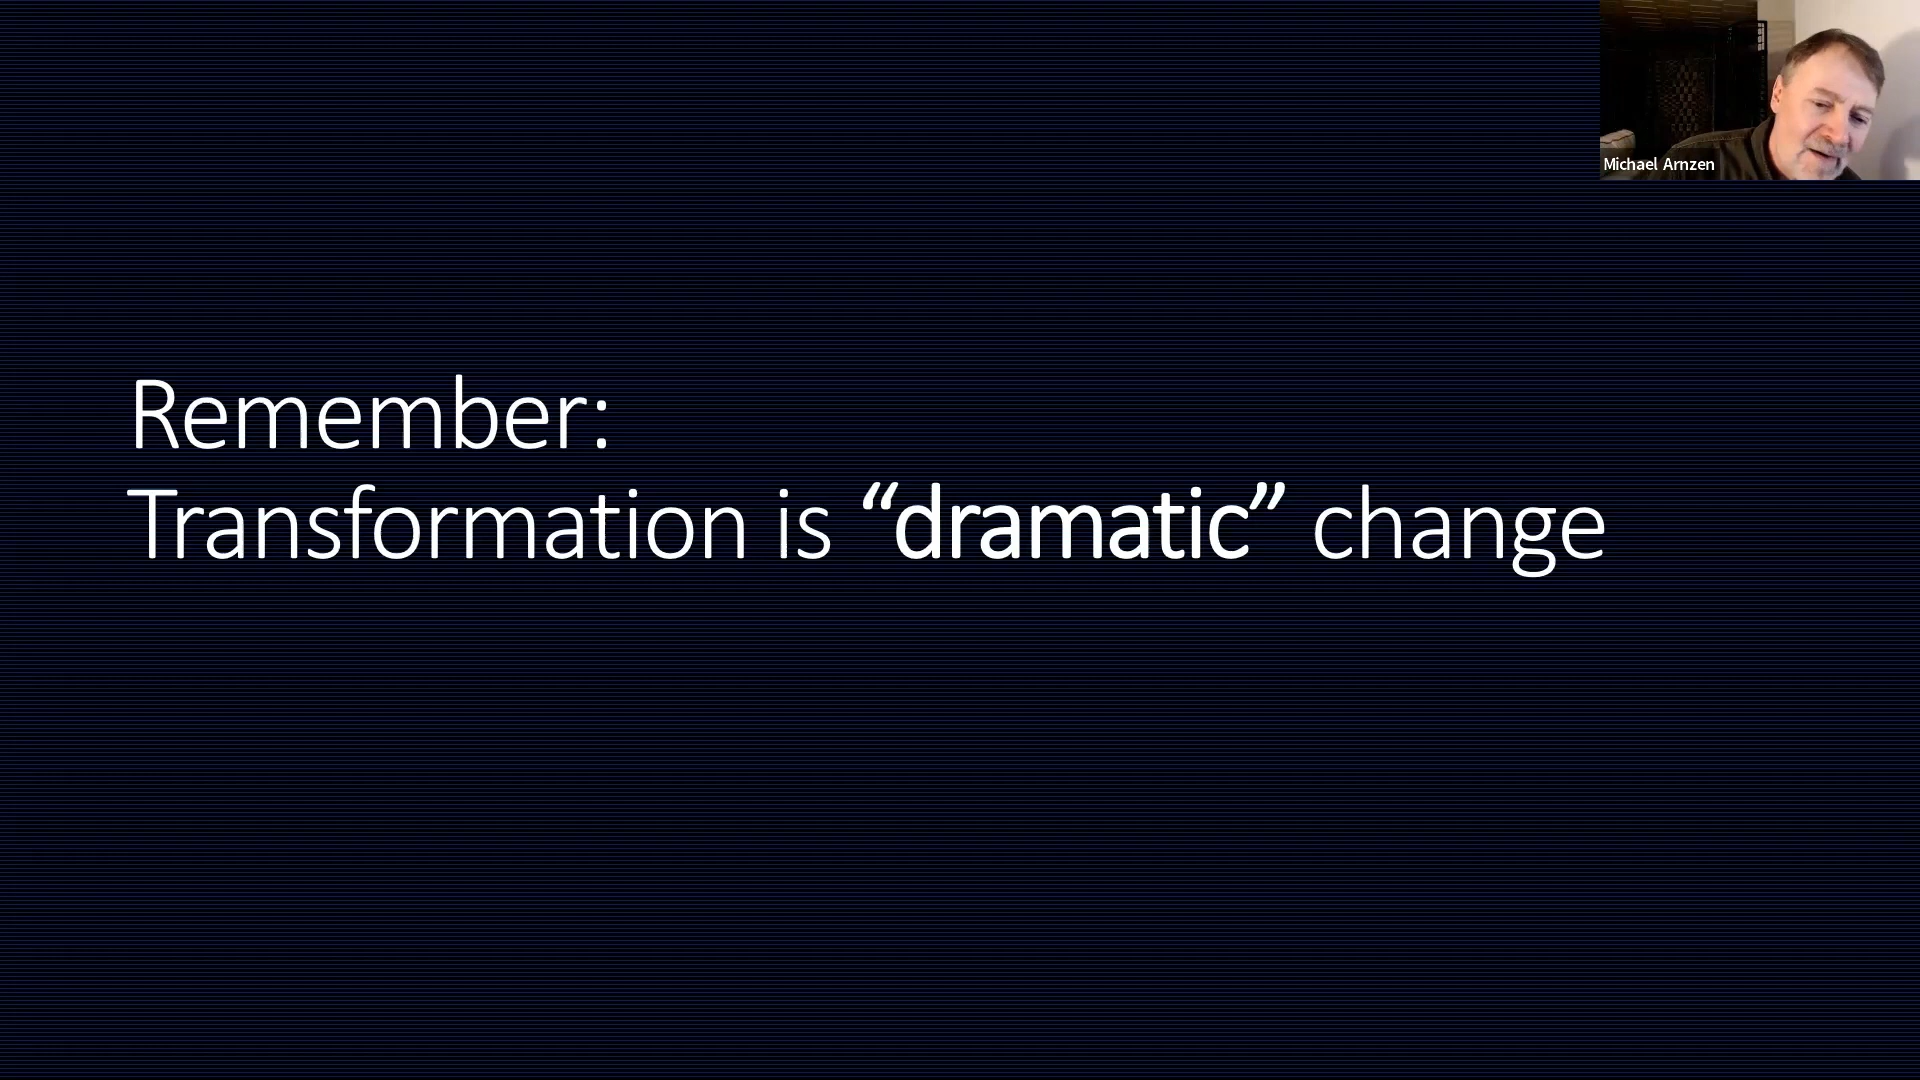 Michael Arnzen
Remember:
Transformation is “dramatic” change